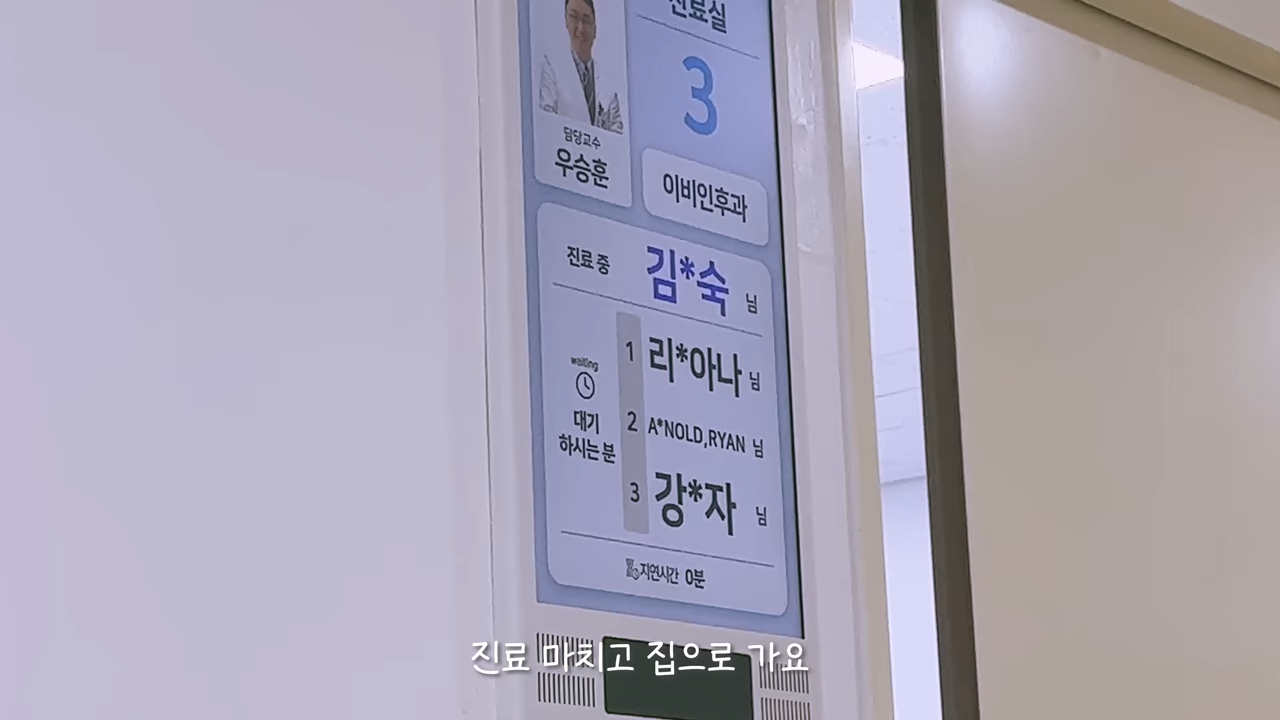 진료실
3
담당교수
우승훈
이비인후과
진료 중 김*숙 님
waiting
대기
하시는 분
1 리*아나 님
2 A*NOLD,RYAN 님
3 강*자 님
지연시간 0분
진료 마치고 집으로 가요